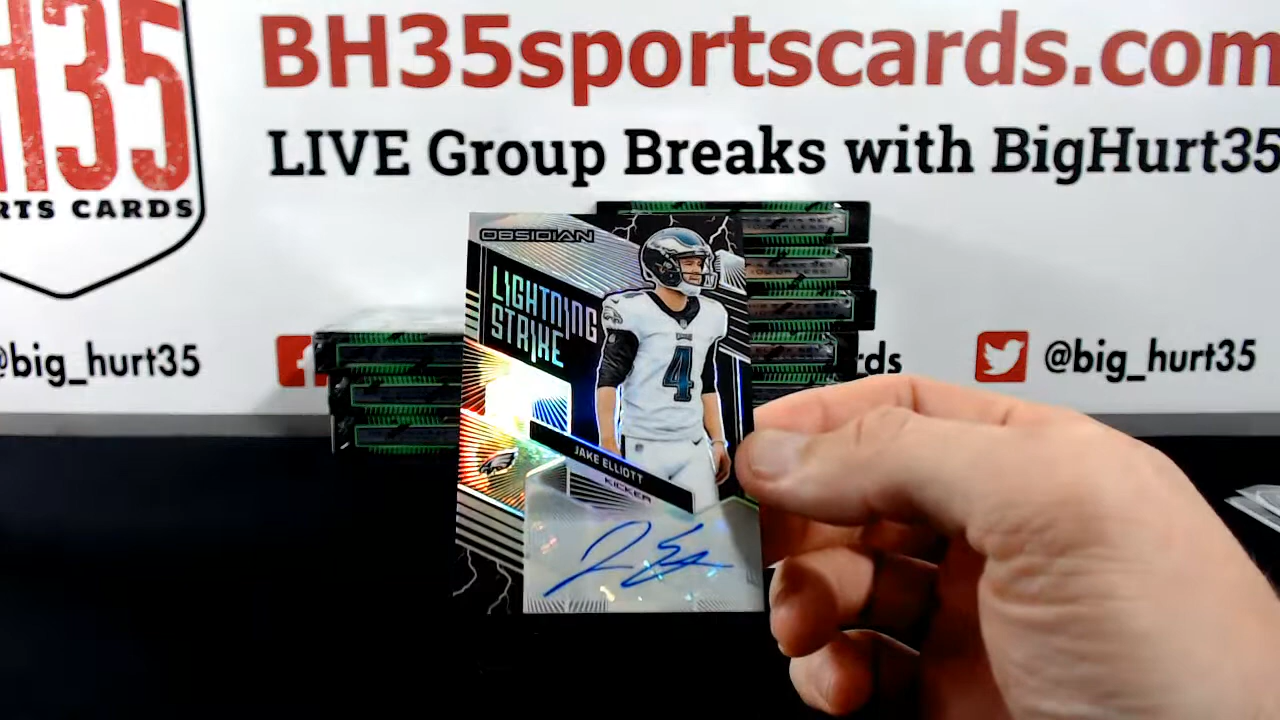 H35
RTS CARDS
BH35sportscards.com
LIVE Group Breaks with BigHurt35
@big_hurt35
f
rds
@big_hurt35
OBSIDIAN
LIGHTNING
STRIKE
4
JAKE ELLIOTT
KICKER